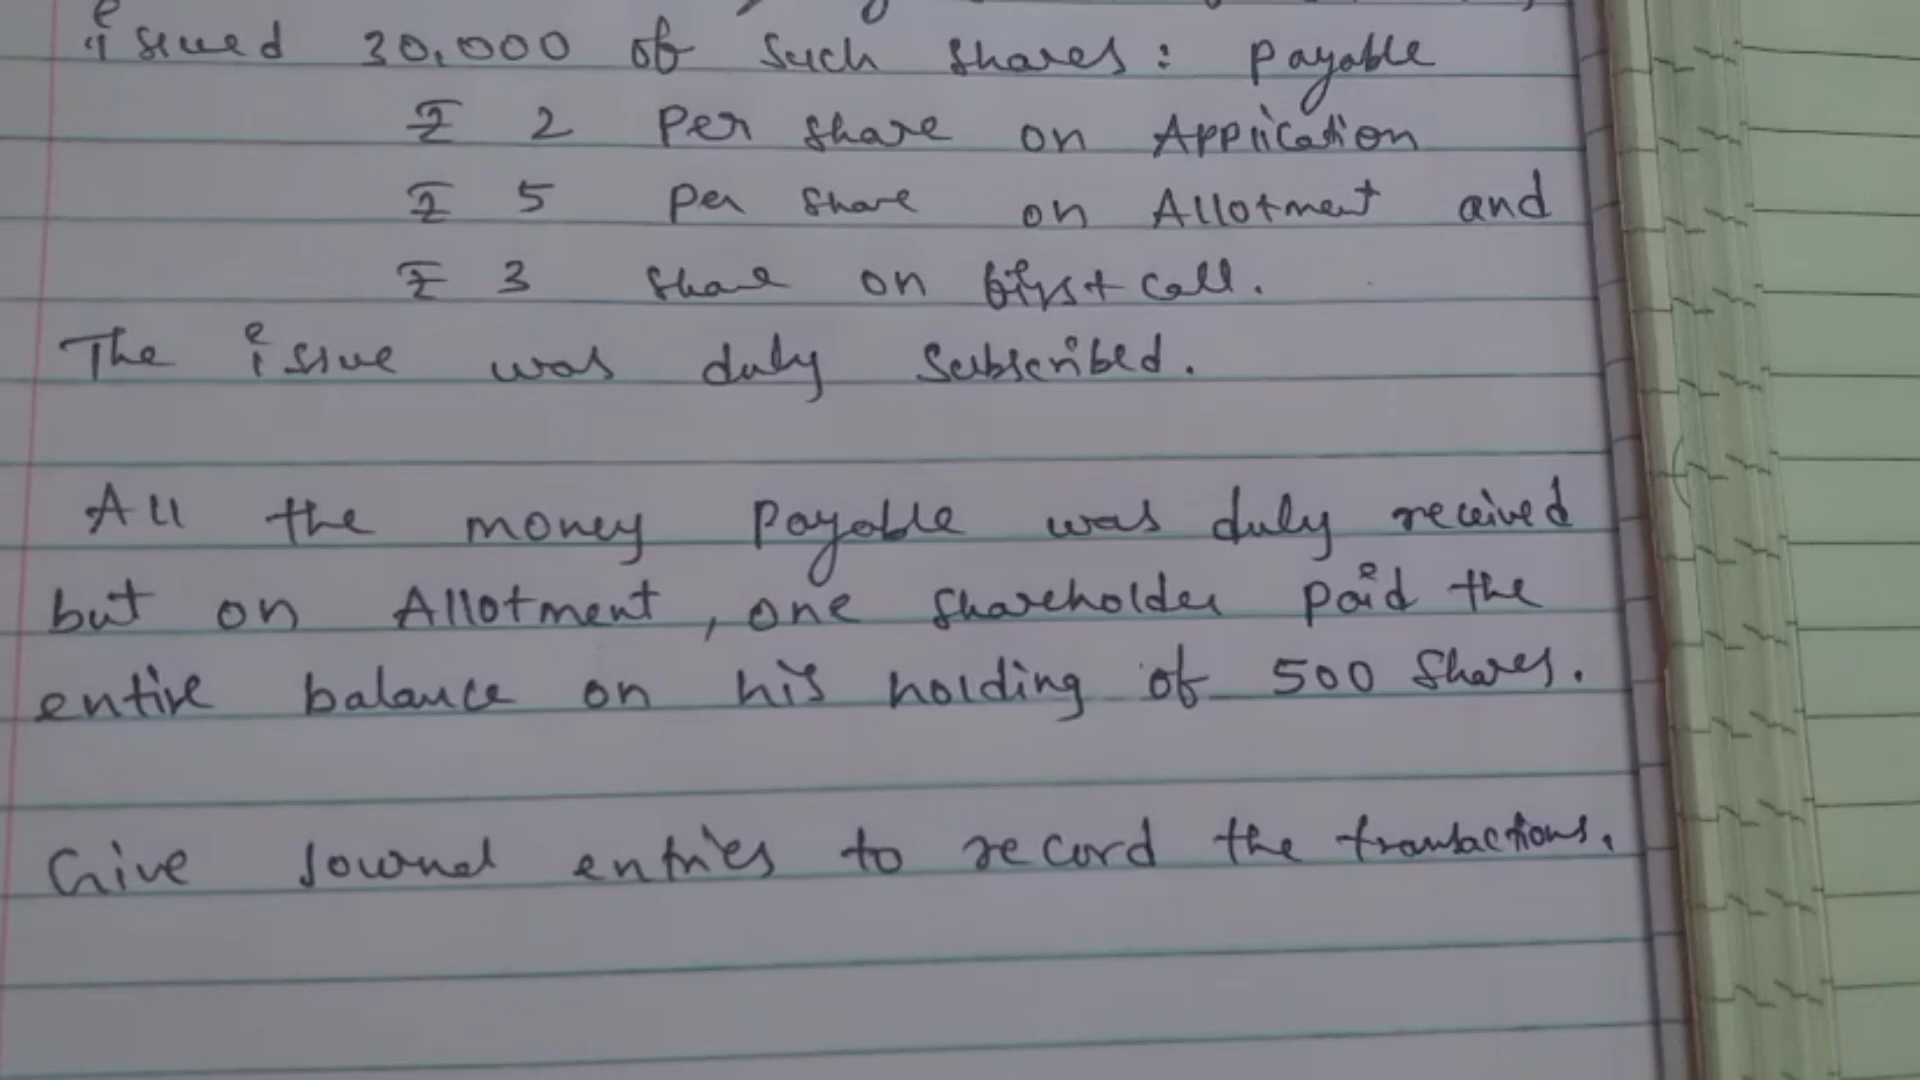 issued 30,000 of such shares: payable
₹ 2 per share on Application
₹ 5 per share on Allotment and
₹ 3 share on first call.
The issue was duly subscribed.
All the money payable was duly received
but on Allotment, one shareholder paid the
entire balance on his holding of 500 shares.
Give Journal entries to record the transactions.